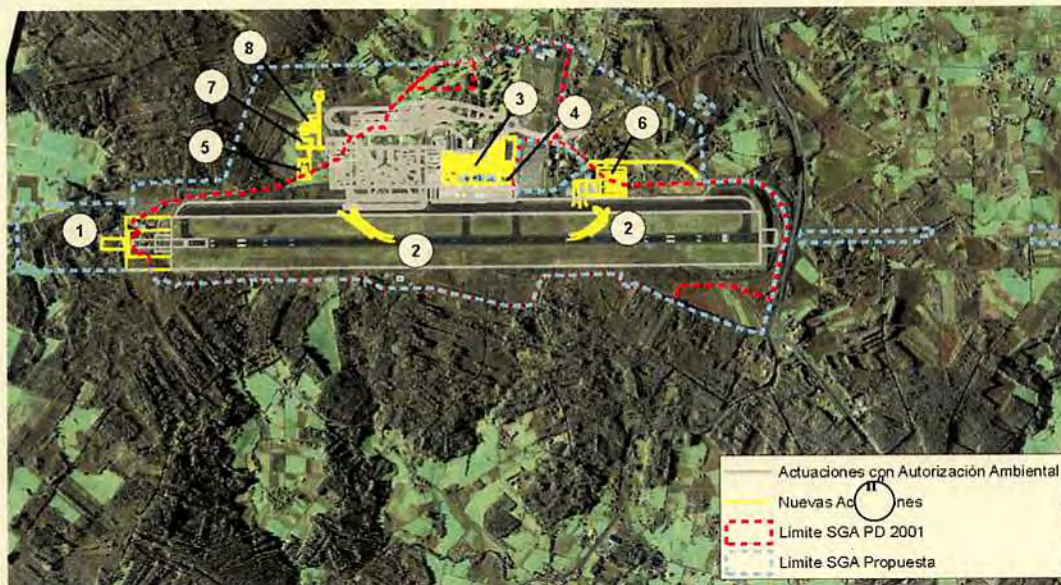 8
7
3
4
6
5
1
2
2
Actuaciones con Autorización Ambiental
Nuevas Ac nes
Límite SGA PD 2001
Límite SGA Propuesta